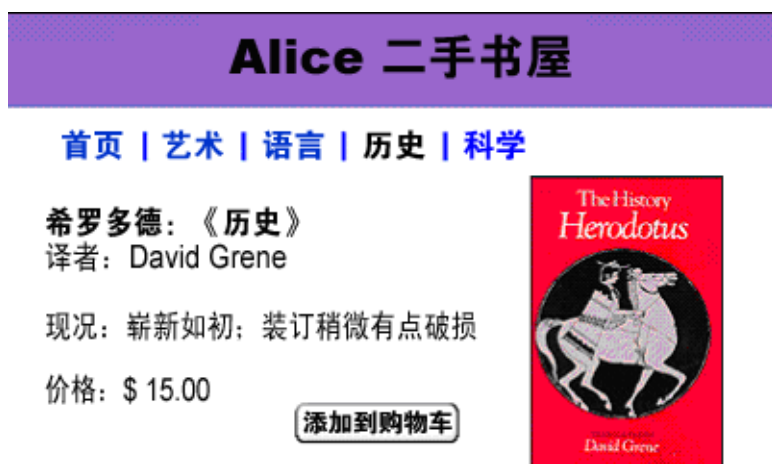 Alice 二手书屋
首页 | 艺术 | 语言 | 历史 | 科学
希罗多德：《历史》
译者：David Grene
现况：崭新如初；装订稍微有点破损
价格：$ 15.00
添加到购物车
The History
Herodotus
David Grene